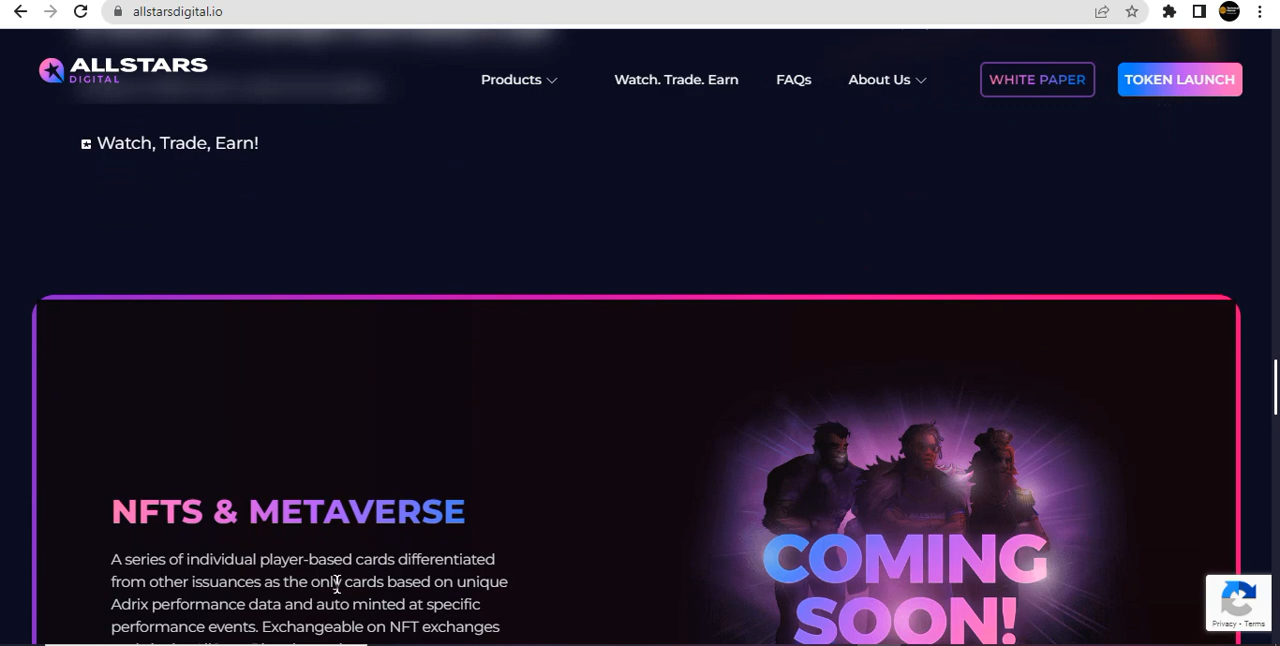 allstarsdigital.io
ALLSTARS
DIGITAL
Products
Watch. Trade. Earn
FAQs
About Us
WHITE PAPER
TOKEN LAUNCH
Watch, Trade, Earn!
NFTS & METAVERSE
A series of individual player-based cards differentiated
from other issuances as the only cards based on unique
Adrix performance data and auto minted at specific
performance events. Exchangeable on NFT exchanges
COMING
SOON!
Privacy • Terms